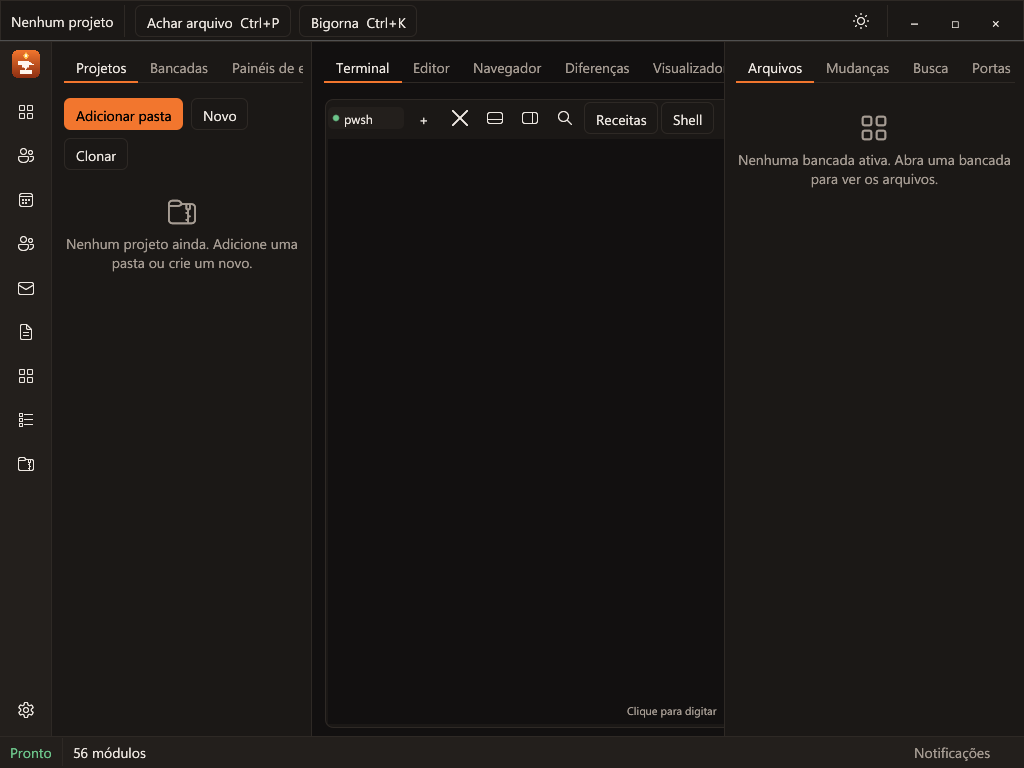 Nenhum projeto
Achar arquivo Ctrl+P
Bigorna Ctrl+K
Projetos
Bancadas
Painéis de e
Adicionar pasta
Novo
Clonar
Nenhum projeto ainda. Adicione uma
pasta ou crie um novo.
Terminal
Editor
Navegador
Diferenças
Visualizado
pwsh
+
Receitas
Shell
Clique para digitar
Arquivos
Mudanças
Busca
Portas
Nenhuma bancada ativa. Abra uma bancada
para ver os arquivos.
Pronto
56 módulos
Notificações